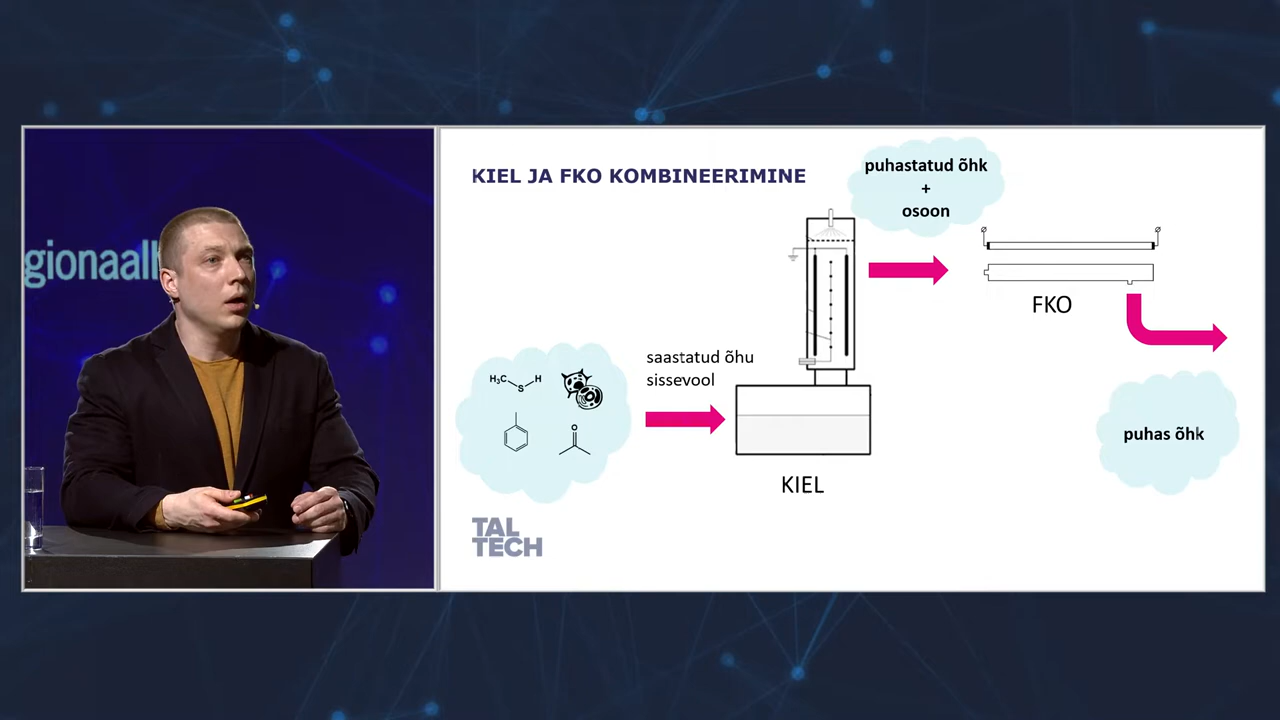 gionaall
KIEL JA FKO KOMBINEERIMINE
puhastatud õhk
+
osoon
FKO
saastatud õhu
sissevool
H₃C S H
O
puhas õhk
KIEL
TAL
TECH